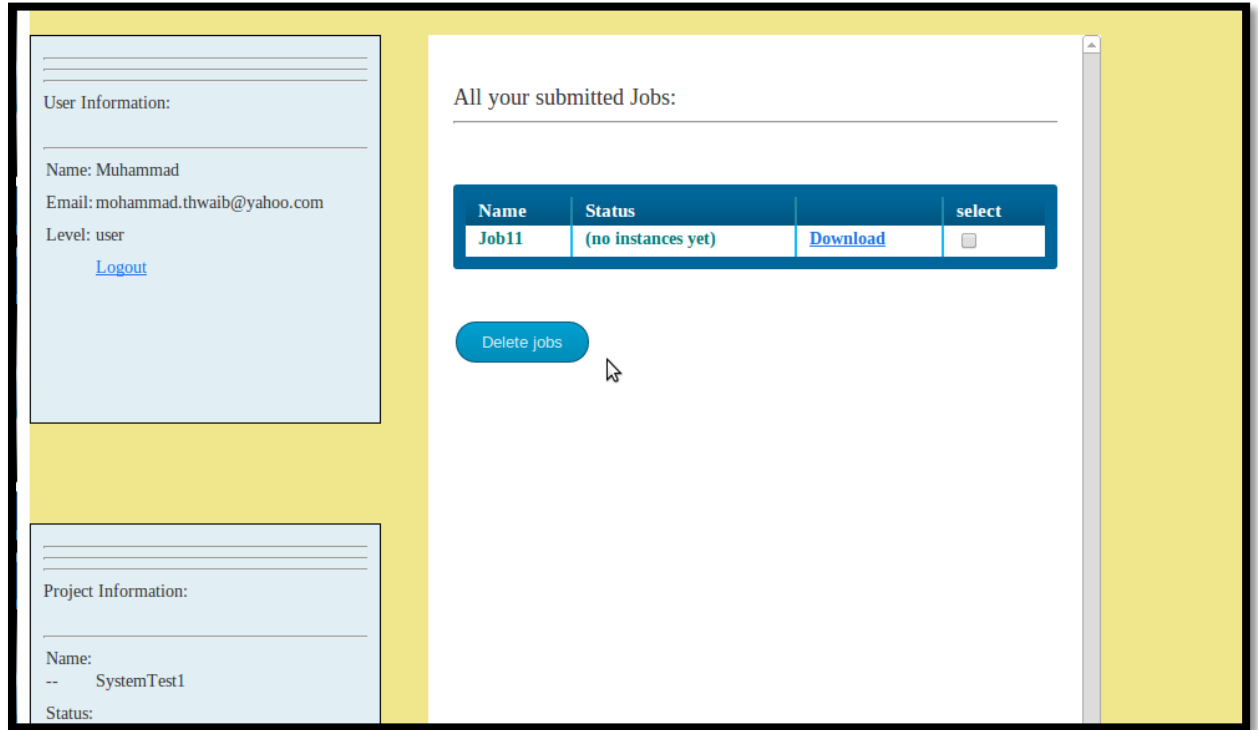 User Information:
Name: Muhammad
Email: mohammad.thwaib@yahoo.com
Level: user
Logout
Project Information:
Name:
-- SystemTest1
Status:
All your submitted Jobs:
Name Status select
Job11 (no instances yet) Download
Delete jobs